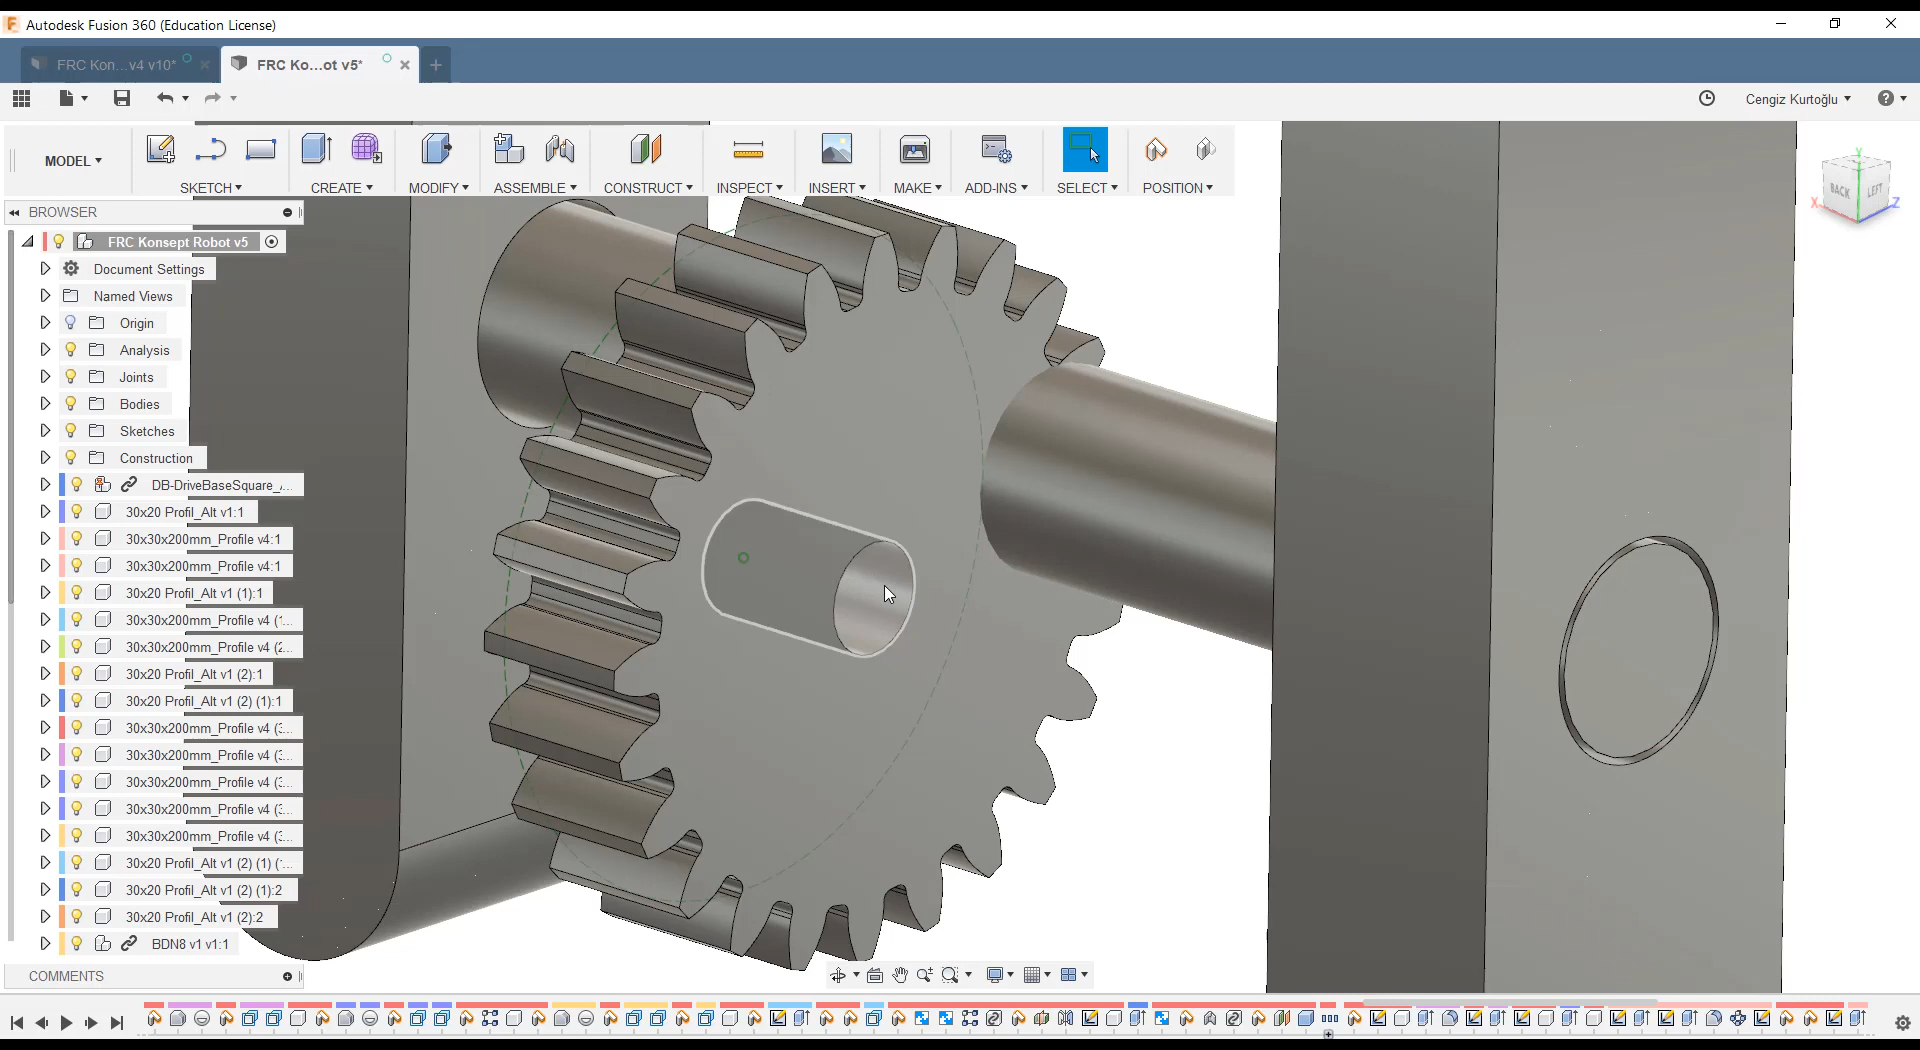 Autodesk Fusion 360 (Education License)
FRC Kon...v4 v10*
FRC Ko...ot v5*
Cengiz Kurtoğlu
MODEL
SKETCH
CREATE
MODIFY
ASSEMBLE
CONSTRUCT
INSPECT
INSERT
MAKE
ADD-INS
SELECT
POSITION
BACK
LEFT
Y
X
Z
BROWSER
FRC Konsept Robot v5
Document Settings
Named Views
Origin
Analysis
Joints
Bodies
Sketches
Construction
DB-DriveBaseSquare_...
30x20 Profil_Alt v1:1
30x30x200mm_Profile v4:1
30x30x200mm_Profile v4:1
30x20 Profil_Alt v1 (1):1
30x30x200mm_Profile v4 (1...
30x30x200mm_Profile v4 (2...
30x20 Profil_Alt v1 (2):1
30x20 Profil_Alt v1 (2) (1):1
30x30x200mm_Profile v4 (3...
30x30x200mm_Profile v4 (3...
30x30x200mm_Profile v4 (3...
30x30x200mm_Profile v4 (3...
30x30x200mm_Profile v4 (3...
30x20 Profil_Alt v1 (2) (1) (...
30x20 Profil_Alt v1 (2) (1):2
30x20 Profil_Alt v1 (2):2
BDN8 v1 v1:1
COMMENTS